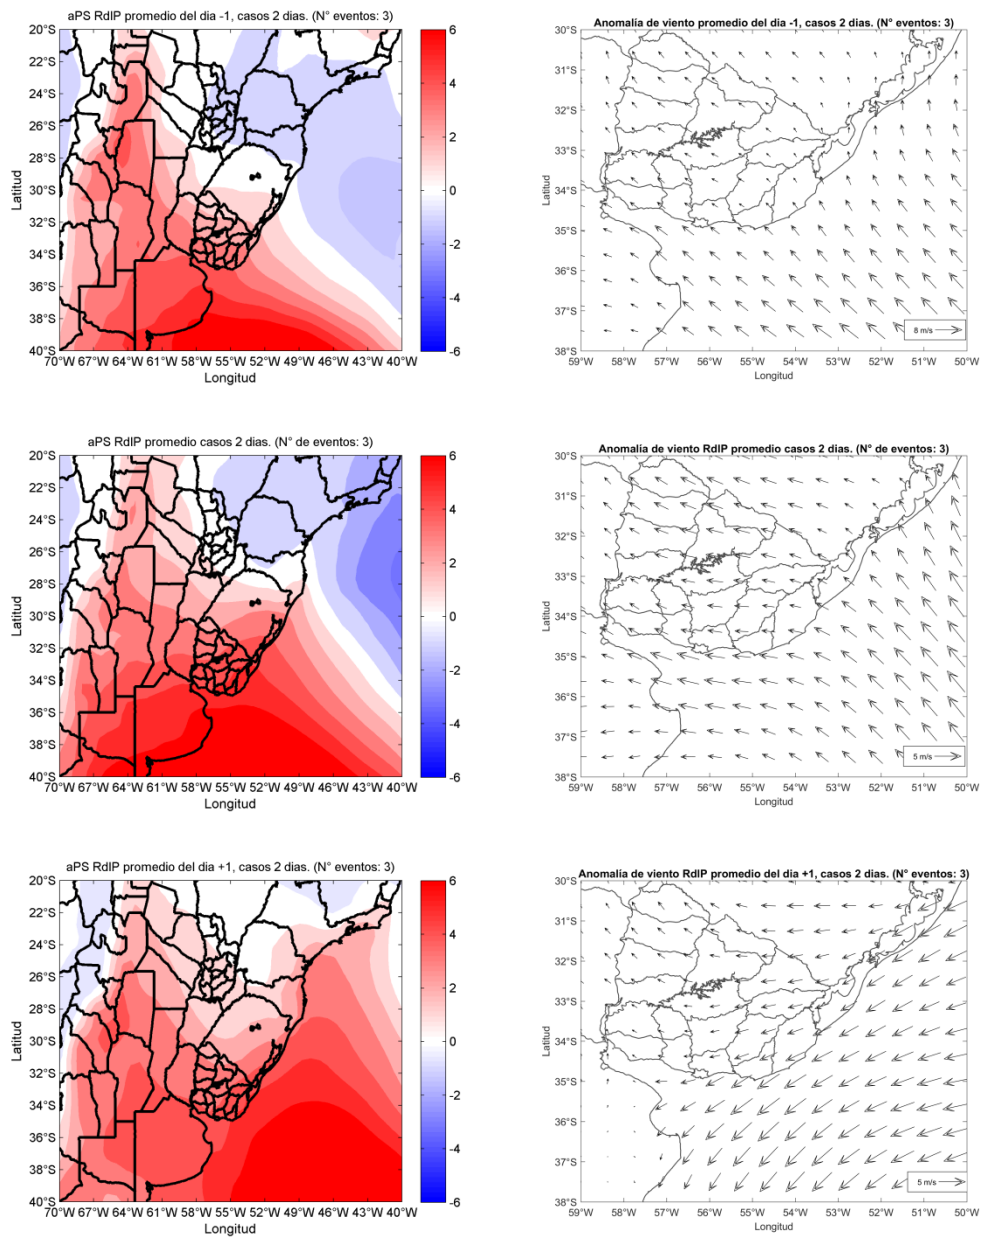 aPS RdIP promedio del dia -1, casos 2 dias. (N° eventos: 3)
20°S
22°S
24°S
26°S
28°S
30°S
32°S
34°S
36°S
38°S
40°S
Latitud
70°W 67°W 64°W 61°W 58°W 55°W 52°W 49°W 46°W 43°W 40°W
Longitud
6
4
2
0
-2
-4
-6
Anomalía de viento promedio del dia -1, casos 2 dias. (N° eventos: 3)
30°S
31°S
32°S
33°S
34°S
35°S
36°S
37°S
38°S
Latitud
8 m/s
59°W 58°W 57°W 56°W 55°W 54°W 53°W 52°W 51°W 50°W
Longitud
aPS RdIP promedio casos 2 dias. (N° de eventos: 3)
20°S
22°S
24°S
26°S
28°S
30°S
32°S
34°S
36°S
38°S
40°S
Latitud
70°W 67°W 64°W 61°W 58°W 55°W 52°W 49°W 46°W 43°W 40°W
Longitud
6
4
2
0
-2
-4
-6
Anomalía de viento RdIP promedio casos 2 dias. (N° de eventos: 3)
30°S
31°S
32°S
33°S
34°S
35°S
36°S
37°S
38°S
Latitud
5 m/s
59°W 58°W 57°W 56°W 55°W 54°W 53°W 52°W 51°W 50°W
Longitud
aPS RdIP promedio del dia +1, casos 2 dias. (N° eventos: 3)
20°S
22°S
24°S
26°S
28°S
30°S
32°S
34°S
36°S
38°S
40°S
Latitud
70°W 67°W 64°W 61°W 58°W 55°W 52°W 49°W 46°W 43°W 40°W
Longitud
6
4
2
0
-2
-4
-6
Anomalia de viento RdIP promedio del dia +1, casos 2 dias. (N° eventos: 3)
30°S
31°S
32°S
33°S
34°S
35°S
36°S
37°S
38°S
Latitud
5 m/s
59°W 58°W 57°W 56°W 55°W 54°W 53°W 52°W 51°W 50°W
Longitud